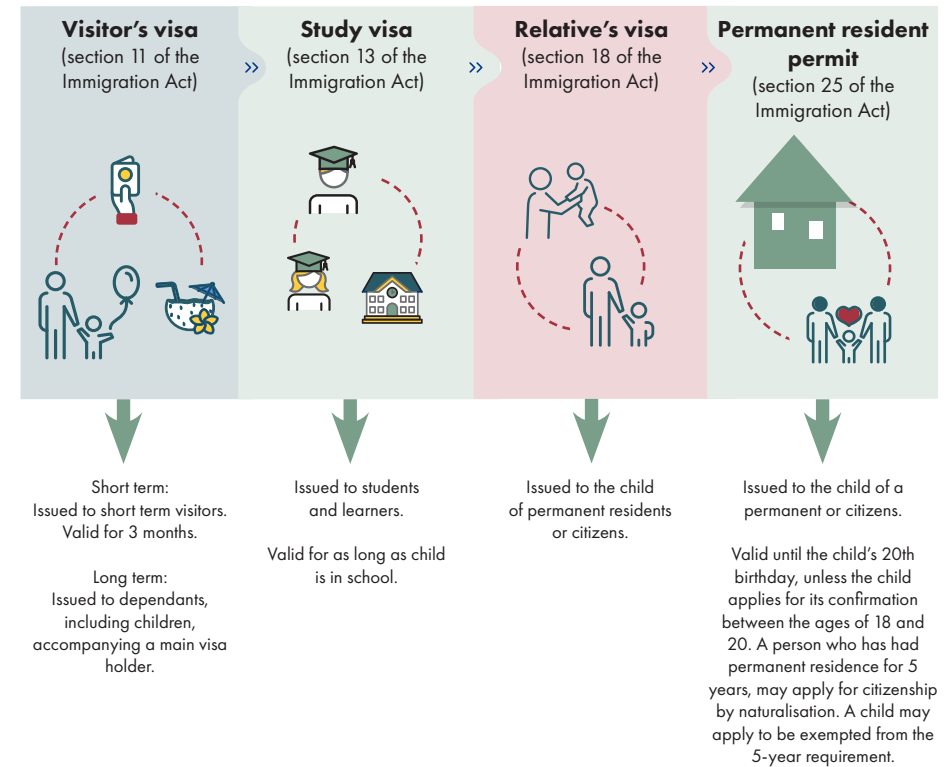 Visitor's visa
(section 11 of the
Immigration Act)
»
Study visa
(section 13 of the
Immigration Act)
»
Relative's visa
(section 18 of the
Immigration Act)
»
Permanent resident
permit
(section 25 of the
Immigration Act)
Short term:
Issued to short term visitors.
Valid for 3 months.
Long term:
Issued to dependants,
including children,
accompanying a main visa
holder.
Issued to students
and learners.
Valid for as long as child
is in school.
Issued to the child
of permanent residents
or citizens.
Issued to the child of a
permanent or citizens.
Valid until the child's 20th
birthday, unless the child
applies for its confirmation
between the ages of 18 and
20. A person who has had
permanent residence for 5
years, may apply for citizenship
by naturalisation. A child may
apply to be exempted from the
5-year requirement.